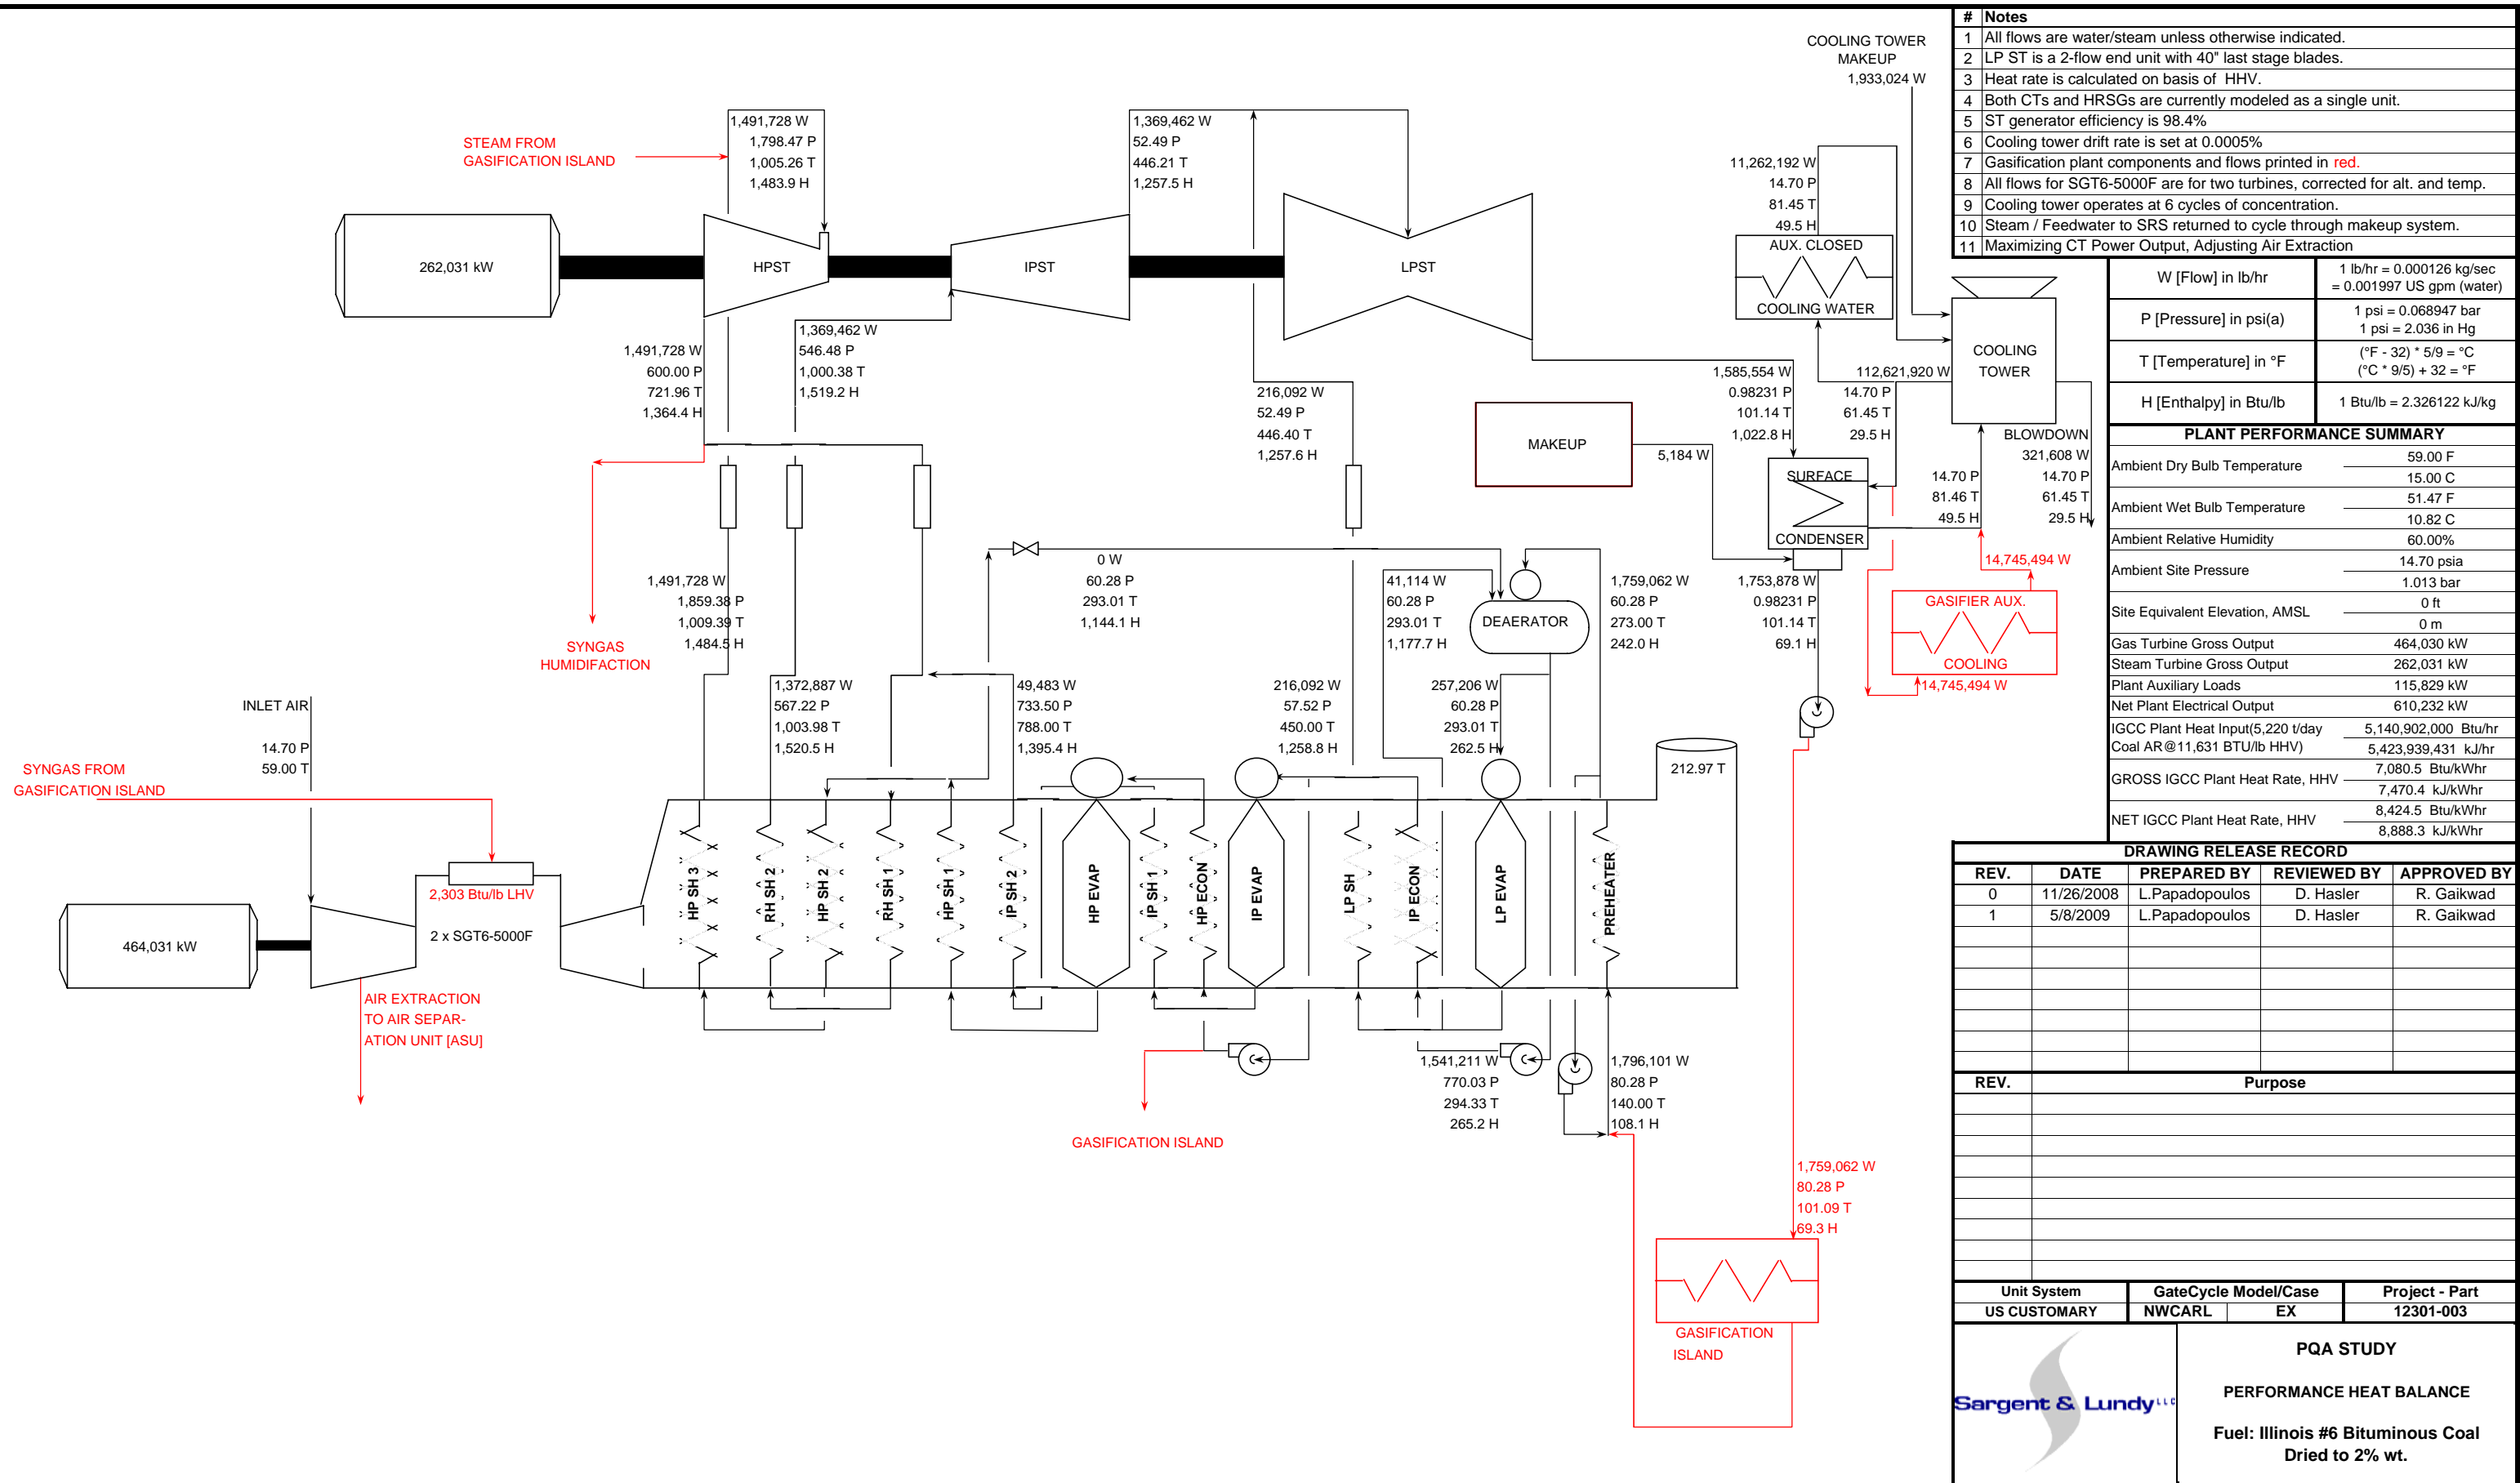 # Notes
1 All flows are water/steam unless otherwise indicated.
2 LP ST is a 2-flow end unit with 40" last stage blades.
3 Heat rate is calculated on basis of HHV.
4 Both CTs and HRSGs are currently modeled as a single unit.
5 ST generator efficiency is 98.4%
6 Cooling tower drift rate is set at 0.0005%
7 Gasification plant components and flows printed in red.
8 All flows for SGT6-5000F are for two turbines, corrected for alt. and temp.
9 Cooling tower operates at 6 cycles of concentration.
10 Steam / Feedwater to SRS returned to cycle through makeup system.
11 Maximizing CT Power Output, Adjusting Air Extraction
W [Flow] in lb/hr
1 lb/hr = 0.000126 kg/sec
= 0.001997 US gpm (water)
P [Pressure] in psi(a)
1 psi = 0.068947 bar
1 psi = 2.036 in Hg
T [Temperature] in °F
(°F - 32) * 5/9 = °C
(°C * 9/5) + 32 = °F
H [Enthalpy] in Btu/lb
1 Btu/lb = 2.326122 kJ/kg
PLANT PERFORMANCE SUMMARY
Ambient Dry Bulb Temperature
59.00 F
15.00 C
Ambient Wet Bulb Temperature
51.47 F
10.82 C
Ambient Relative Humidity 60.00%
Ambient Site Pressure
14.70 psia
1.013 bar
Site Equivalent Elevation, AMSL
0 ft
0 m
Gas Turbine Gross Output 464,030 kW
Steam Turbine Gross Output 262,031 kW
Plant Auxiliary Loads 115,829 kW
Net Plant Electrical Output 610,232 kW
IGCC Plant Heat Input(5,220 t/day 5,140,902,000 Btu/hr
Coal AR@11,631 BTU/lb HHV) 5,423,939,431 kJ/hr
GROSS IGCC Plant Heat Rate, HHV
7,080.5 Btu/kWhr
7,470.4 kJ/kWhr
NET IGCC Plant Heat Rate, HHV
8,424.5 Btu/kWhr
8,888.3 kJ/kWhr
DRAWING RELEASE RECORD
REV. DATE PREPARED BY REVIEWED BY APPROVED BY
0 11/26/2008 L.Papadopoulos D. Hasler R. Gaikwad
1 5/8/2009 L.Papadopoulos D. Hasler R. Gaikwad
REV. Purpose
Unit System GateCycle Model/Case Project - Part
US CUSTOMARY NWCARL EX 12301-003
Sargent & Lundy LLC
PQA STUDY
PERFORMANCE HEAT BALANCE
Fuel: Illinois #6 Bituminous Coal
Dried to 2% wt.
STEAM FROM
GASIFICATION ISLAND
1,491,728 W
1,798.47 P
1,005.26 T
1,483.9 H
1,369,462 W
52.49 P
446.21 T
1,257.5 H
COOLING TOWER
MAKEUP
1,933,024 W
11,262,192 W
14.70 P
81.45 T
49.5 H
AUX. CLOSED
COOLING WATER
262,031 kW
HPST
IPST
LPST
COOLING
TOWER
1,491,728 W
600.00 P
721.96 T
1,364.4 H
1,369,462 W
546.48 P
1,000.38 T
1,519.2 H
216,092 W
52.49 P
446.40 T
1,257.6 H
MAKEUP
5,184 W
1,585,554 W
0.98231 P
101.14 T
1,022.8 H
112,621,920 W
14.70 P
61.45 T
29.5 H
SURFACE
CONDENSER
14.70 P
81.46 T
49.5 H
BLOWDOWN
321,608 W
14.70 P
61.45 T
29.5 H
SYNGAS
HUMIDIFACTION
1,491,728 W
1,859.38 P
1,009.39 T
1,484.5 H
0 W
60.28 P
293.01 T
1,144.1 H
41,114 W
60.28 P
293.01 T
1,177.7 H
DEAERATOR
1,759,062 W
60.28 P
273.00 T
242.0 H
1,753,878 W
0.98231 P
101.14 T
69.1 H
14,745,494 W
GASIFIER AUX.
COOLING
14,745,494 W
1,372,887 W
567.22 P
1,003.98 T
1,520.5 H
49,483 W
733.50 P
788.00 T
1,395.4 H
216,092 W
57.52 P
450.00 T
1,258.8 H
257,206 W
60.28 P
293.01 T
262.5 H
212.97 T
INLET AIR
14.70 P
59.00 T
SYNGAS FROM
GASIFICATION ISLAND
2,303 Btu/lb LHV
2 x SGT6-5000F
464,031 kW
AIR EXTRACTION
TO AIR SEPAR-
ATION UNIT [ASU]
HP SH 3
RH SH 2
HP SH 2
RH SH 1
HP SH 1
IP SH 2
HP EVAP
IP SH 1
HP ECON
IP EVAP
LP SH
IP ECON
LP EVAP
PREHEATER
GASIFICATION ISLAND
1,541,211 W
770.03 P
294.33 T
265.2 H
1,796,101 W
80.28 P
140.00 T
108.1 H
1,759,062 W
80.28 P
101.09 T
69.3 H
GASIFICATION
ISLAND